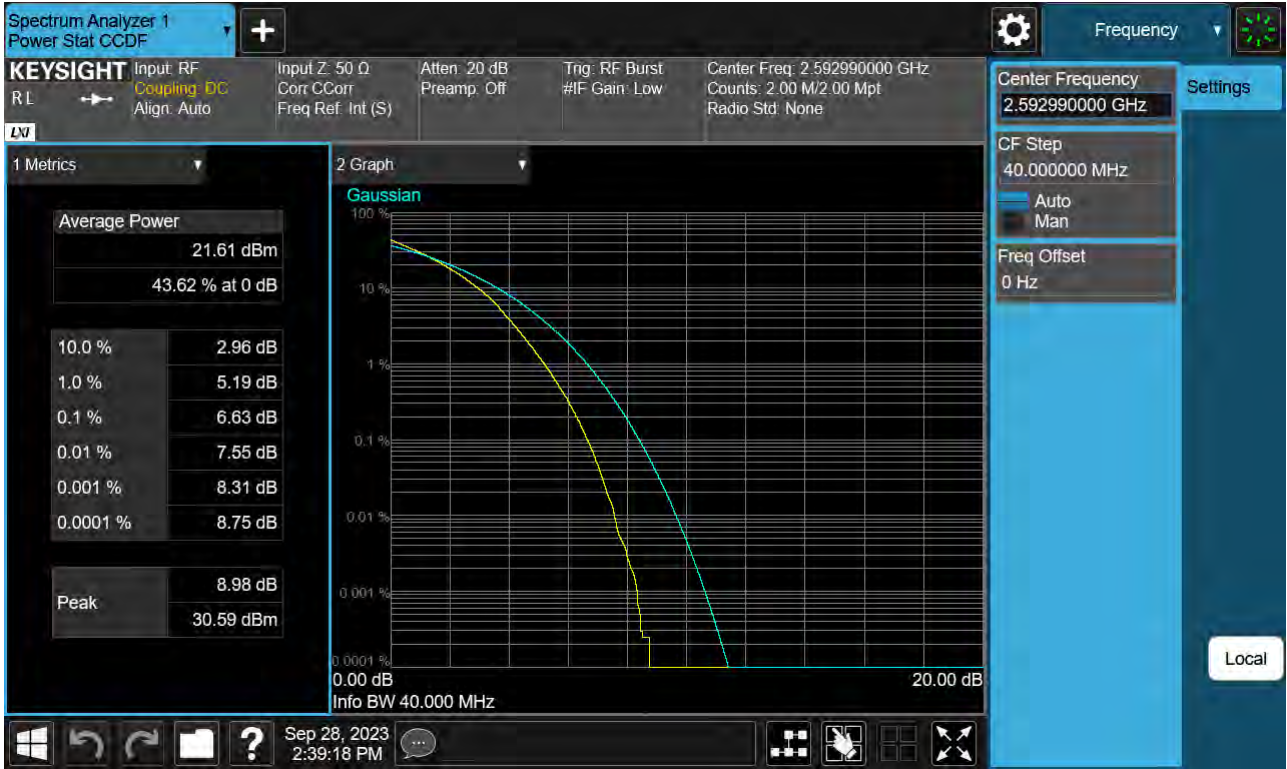 Spectrum Analyzer 1
Power Stat CCDF
+
Frequency
KEYSIGHT
R L
LXI
Input: RF
Coupling: DC
Align: Auto
Input Z: 50 Ω
Corr CCorr
Freq Ref: Int (S)
Atten: 20 dB
Preamp: Off
Trig: RF Burst
#IF Gain: Low
Center Freq: 2.592990000 GHz
Counts: 2.00 M/2.00 Mpt
Radio Std: None
Center Frequency
2.592990000 GHz
Settings
CF Step
40.000000 MHz
Auto
Man
Freq Offset
0 Hz
Local
1 Metrics
Average Power
21.61 dBm
43.62 % at 0 dB
10.0 % 2.96 dB
1.0 % 5.19 dB
0.1 % 6.63 dB
0.01 % 7.55 dB
0.001 % 8.31 dB
0.0001 % 8.75 dB
Peak
8.98 dB
30.59 dBm
2 Graph
Gaussian
100 %
10 %
1 %
0.1 %
0.01 %
0.001 %
0.0001 %
0.00 dB 20.00 dB
Info BW 40.000 MHz
?
Sep 28, 2023
2:39:18 PM